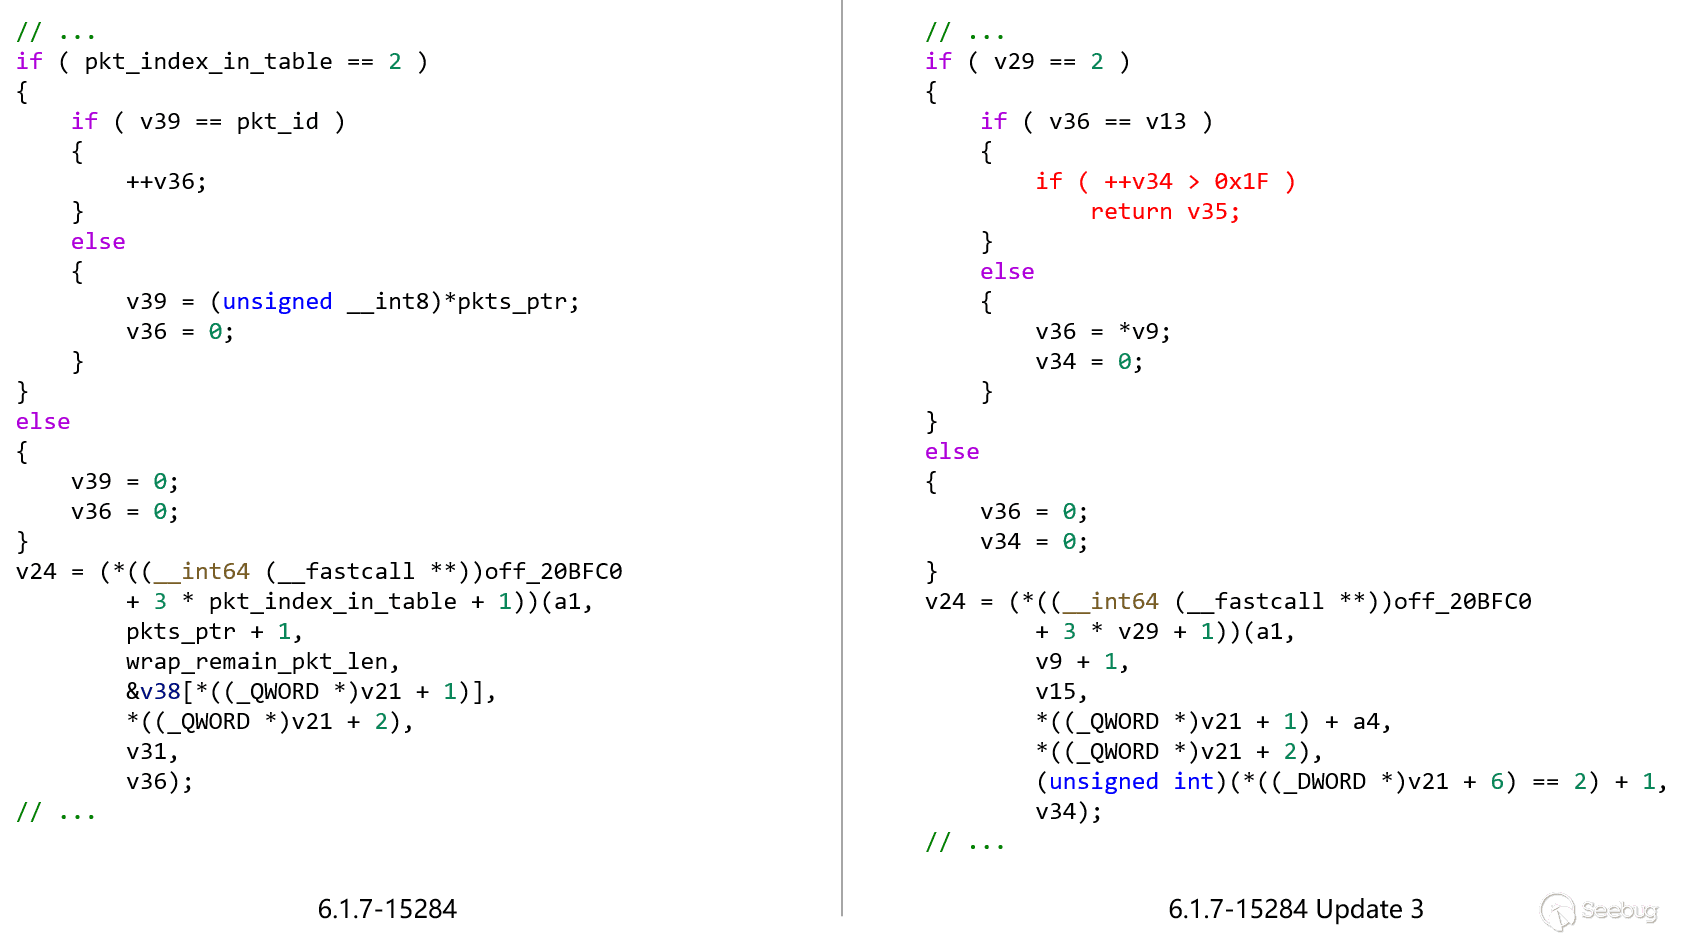 // ...
if ( pkt_index_in_table == 2 )
{
    if ( v39 == pkt_id )
    {
        ++v36;
    }
    else
    {
        v39 = (unsigned __int8)*pkts_ptr;
        v36 = 0;
    }
}
else
{
    v39 = 0;
    v36 = 0;
}
v24 = (*((__int64 (__fastcall **))off_20BFC0
        + 3 * pkt_index_in_table + 1))(a1,
        pkts_ptr + 1,
        wrap_remain_pkt_len,
        &v38[*((_QWORD *)v21 + 1)],
        *((_QWORD *)v21 + 2),
        v31,
        v36);
// ...
6.1.7-15284
// ...
if ( v29 == 2 )
{
    if ( v36 == v13 )
    {
        if ( ++v34 > 0x1F )
            return v35;
    }
    else
    {
        v36 = *v9;
        v34 = 0;
    }
}
else
{
    v36 = 0;
    v34 = 0;
}
v24 = (*((__int64 (__fastcall **))off_20BFC0
        + 3 * v29 + 1))(a1,
        v9 + 1,
        v15,
        *((_QWORD *)v21 + 1) + a4,
        *((_QWORD *)v21 + 2),
        (unsigned int)(*((_DWORD *)v21 + 6) == 2) + 1,
        v34);
// ...
6.1.7-15284 Update 3
Seebug